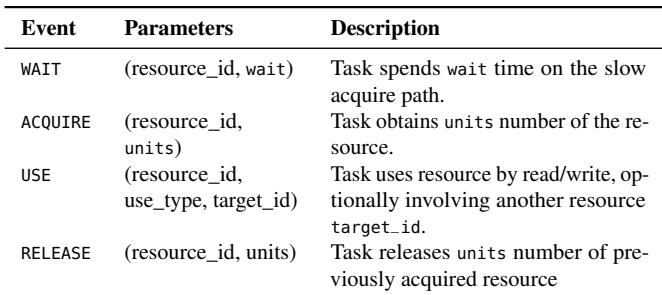 Event Parameters Description
WAIT (resource_id, wait) Task spends wait time on the slow
acquire path.
ACQUIRE (resource_id, Task obtains units number of the re-
units) source.
USE (resource_id, Task uses resource by read/write, op-
use_type, target_id) tionally involving another resource
target_id.
RELEASE (resource_id, units) Task releases units number of pre-
viously acquired resource